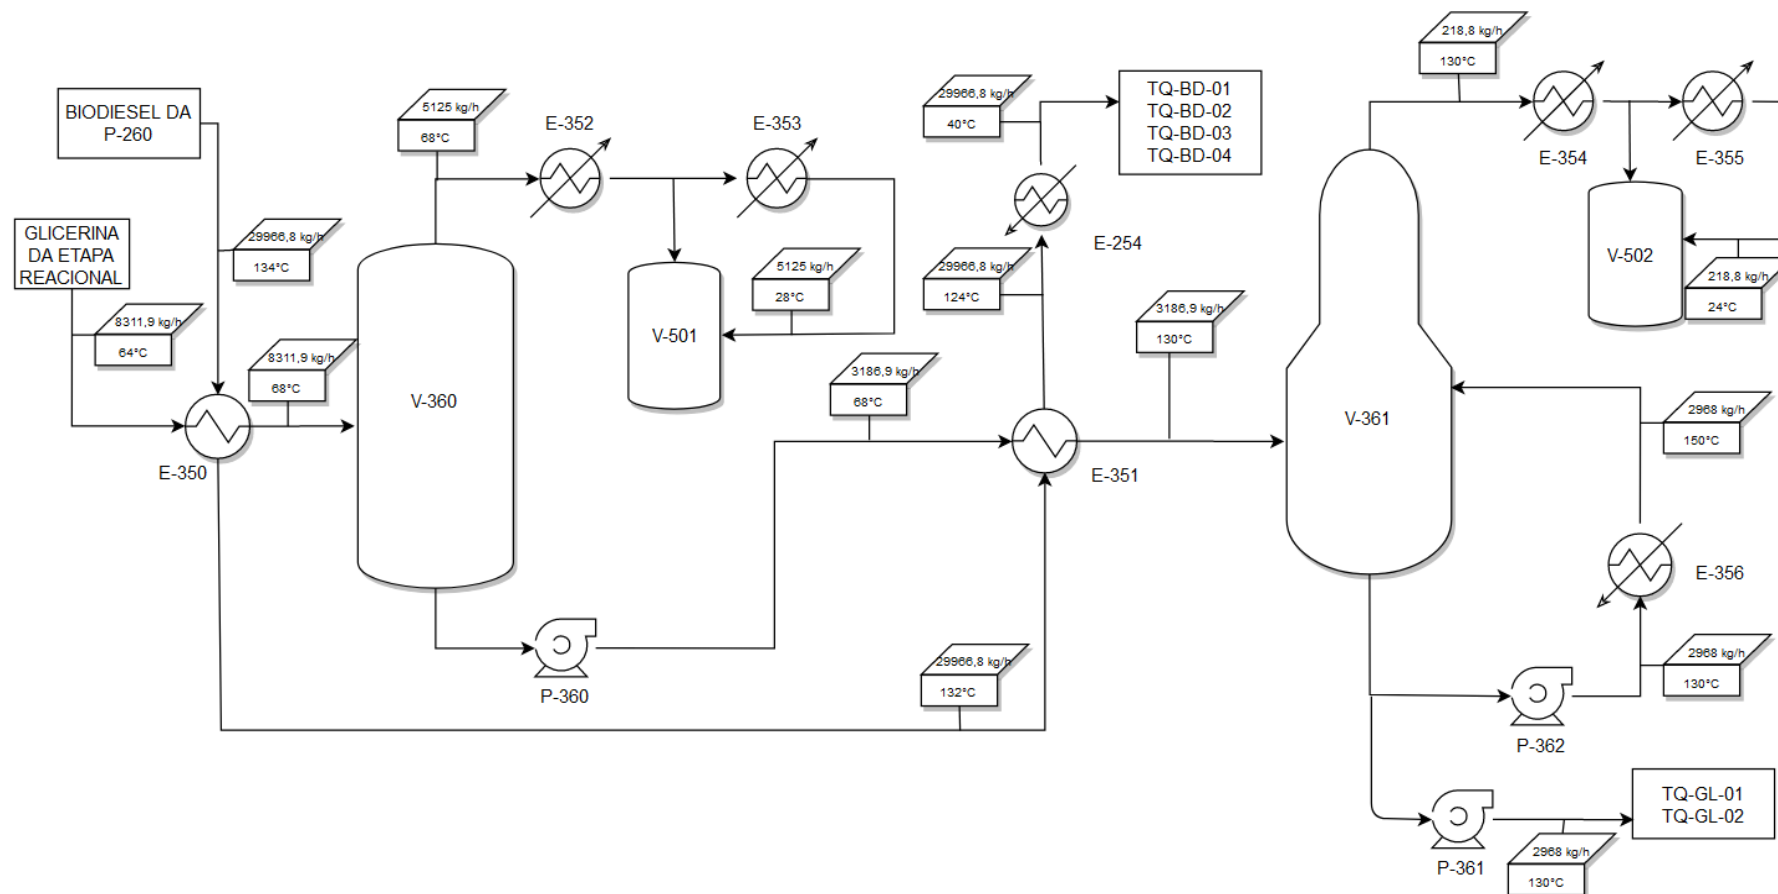 BIODIESEL DA
P-260
GLICERINA
DA ETAPA
REACIONAL
29966,8 kg/h
134°C
8311,9 kg/h
64°C
8311,9 kg/h
68°C
E-350
5125 kg/h
68°C
E-352
E-353
V-360
V-501
5125 kg/h
28°C
P-360
3186,9 kg/h
68°C
29966,8 kg/h
132°C
29966,8 kg/h
40°C
TQ-BD-01
TQ-BD-02
TQ-BD-03
TQ-BD-04
E-254
29966,8 kg/h
124°C
E-351
3186,9 kg/h
130°C
218,8 kg/h
130°C
E-354
E-355
V-502
218,8 kg/h
24°C
V-361
2968 kg/h
150°C
E-356
2968 kg/h
130°C
P-362
P-361
TQ-GL-01
TQ-GL-02
2968 kg/h
130°C